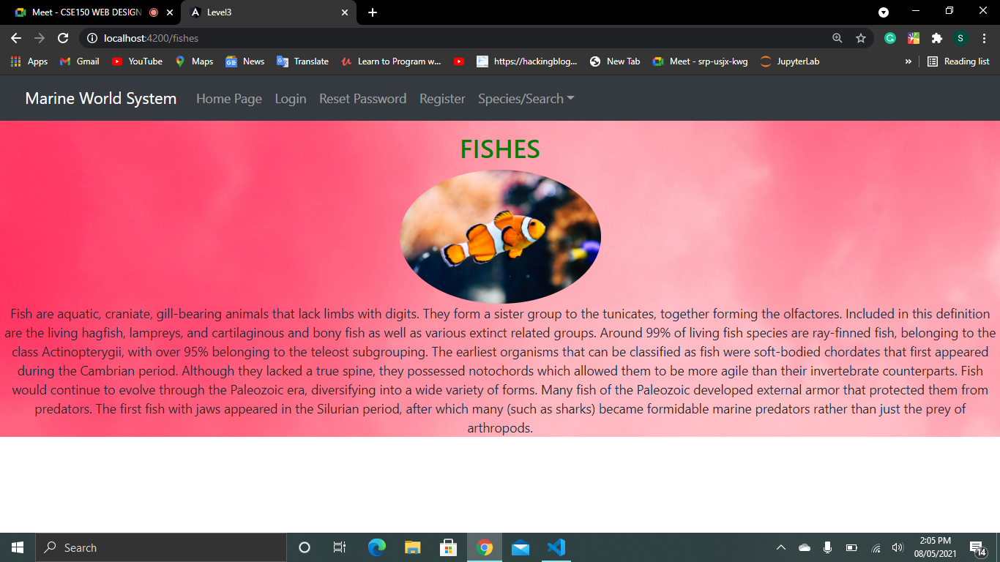 Meet - CSE150 WEB DESIGN
Level3
localhost:4200/fishes
S
Apps
Gmail
YouTube
Maps
News
Translate
Learn to Program w...
https://hackingblog...
New Tab
Meet - srp-usjx-kwg
JupyterLab
»
Reading list
Marine World System
Home Page
Login
Reset Password
Register
Species/Search
FISHES
Fish are aquatic, craniate, gill-bearing animals that lack limbs with digits. They form a sister group to the tunicates, together forming the olfactores. Included in this definition
are the living hagfish, lampreys, and cartilaginous and bony fish as well as various extinct related groups. Around 99% of living fish species are ray-finned fish, belonging to the
class Actinopterygii, with over 95% belonging to the teleost subgrouping. The earliest organisms that can be classified as fish were soft-bodied chordates that first appeared
during the Cambrian period. Although they lacked a true spine, they possessed notochords which allowed them to be more agile than their invertebrate counterparts. Fish
would continue to evolve through the Paleozoic era, diversifying into a wide variety of forms. Many fish of the Paleozoic developed external armor that protected them from
predators. The first fish with jaws appeared in the Silurian period, after which many (such as sharks) became formidable marine predators rather than just the prey of
arthropods.
Search
2:05 PM
08/05/2021
14